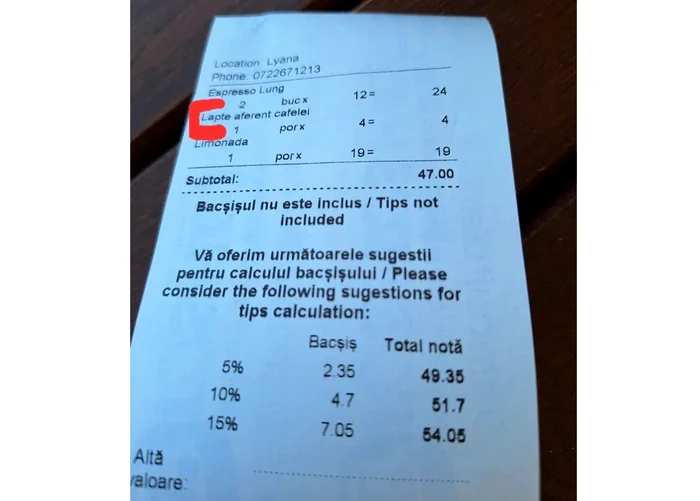 Location Lyana
Phone: 0722671213
Espresso Lung
2 buc x 12= 24
Lapte aferent cafelei
1 por x 4= 4
Limonada
1 por x 19= 19
Subtotal: 47.00
Bacșișul nu este inclus / Tips not
included
Vă oferim următoarele sugestii
pentru calculul bacșișului / Please
consider the following sugestions for
tips calculation:
Bacșiș Total notă
5% 2.35 49.35
10% 4.7 51.7
15% 7.05 54.05
Altă
valoare: